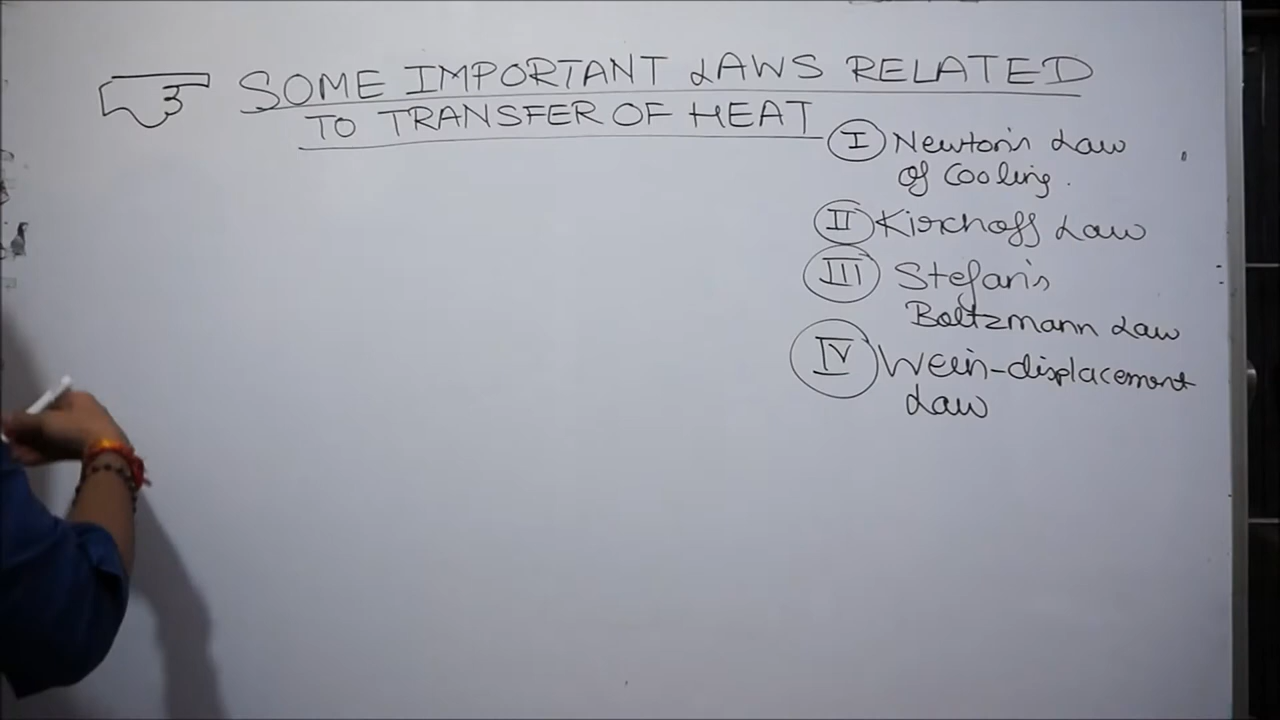 SOME IMPORTANT LAWS RELATED
TO TRANSFER OF HEAT
I Newton's Law
of Cooling.
II Kirchoff Law
III Stefan's
Boltzmann Law
IV Wein-displacement
Law